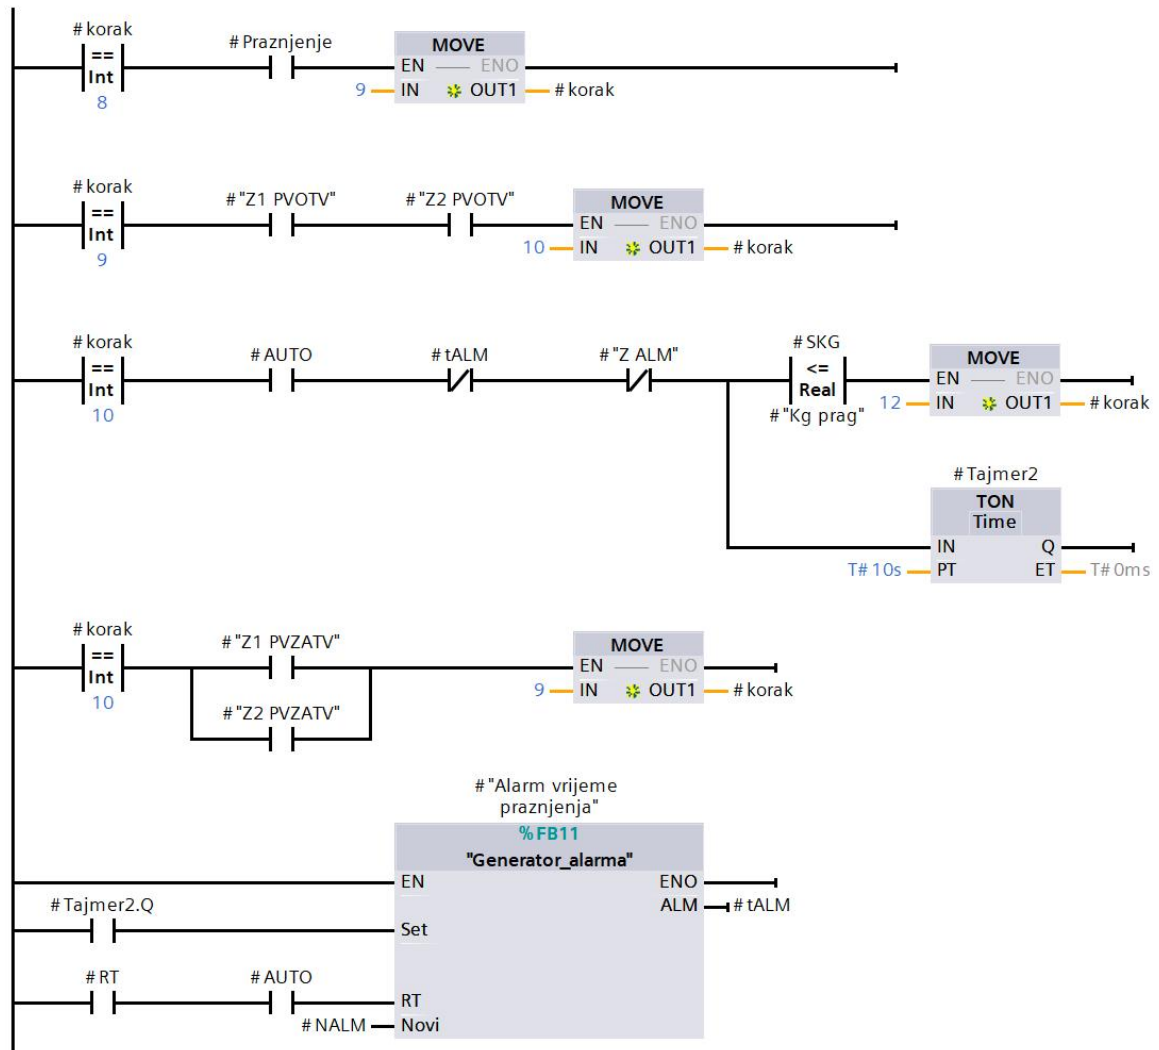 #korak
#Praznjenje
MOVE
==
EN ENO
Int
9 IN OUT1 #korak
8
#korak
#"Z1 PVOTV" #"Z2 PVOTV"
MOVE
==
EN ENO
Int
10 IN OUT1 #korak
9
#korak
#AUTO #tALM #"Z ALM" #SKG
MOVE
== <=
EN ENO
Int Real
12 IN OUT1 #korak
10 #"Kg prag"
#Tajmer2
TON
Time
IN Q
T#10s PT ET T#0ms
#korak
#"Z1 PVZATV"
MOVE
==
EN ENO
Int
9 IN OUT1 #korak
10
#"Z2 PVZATV"
#"Alarm vrijeme
praznjenja"
%FB11
"Generator_alarma"
EN ENO
#Tajmer2.Q
ALM #tALM
Set
#RT #AUTO
RT
#NALM Novi